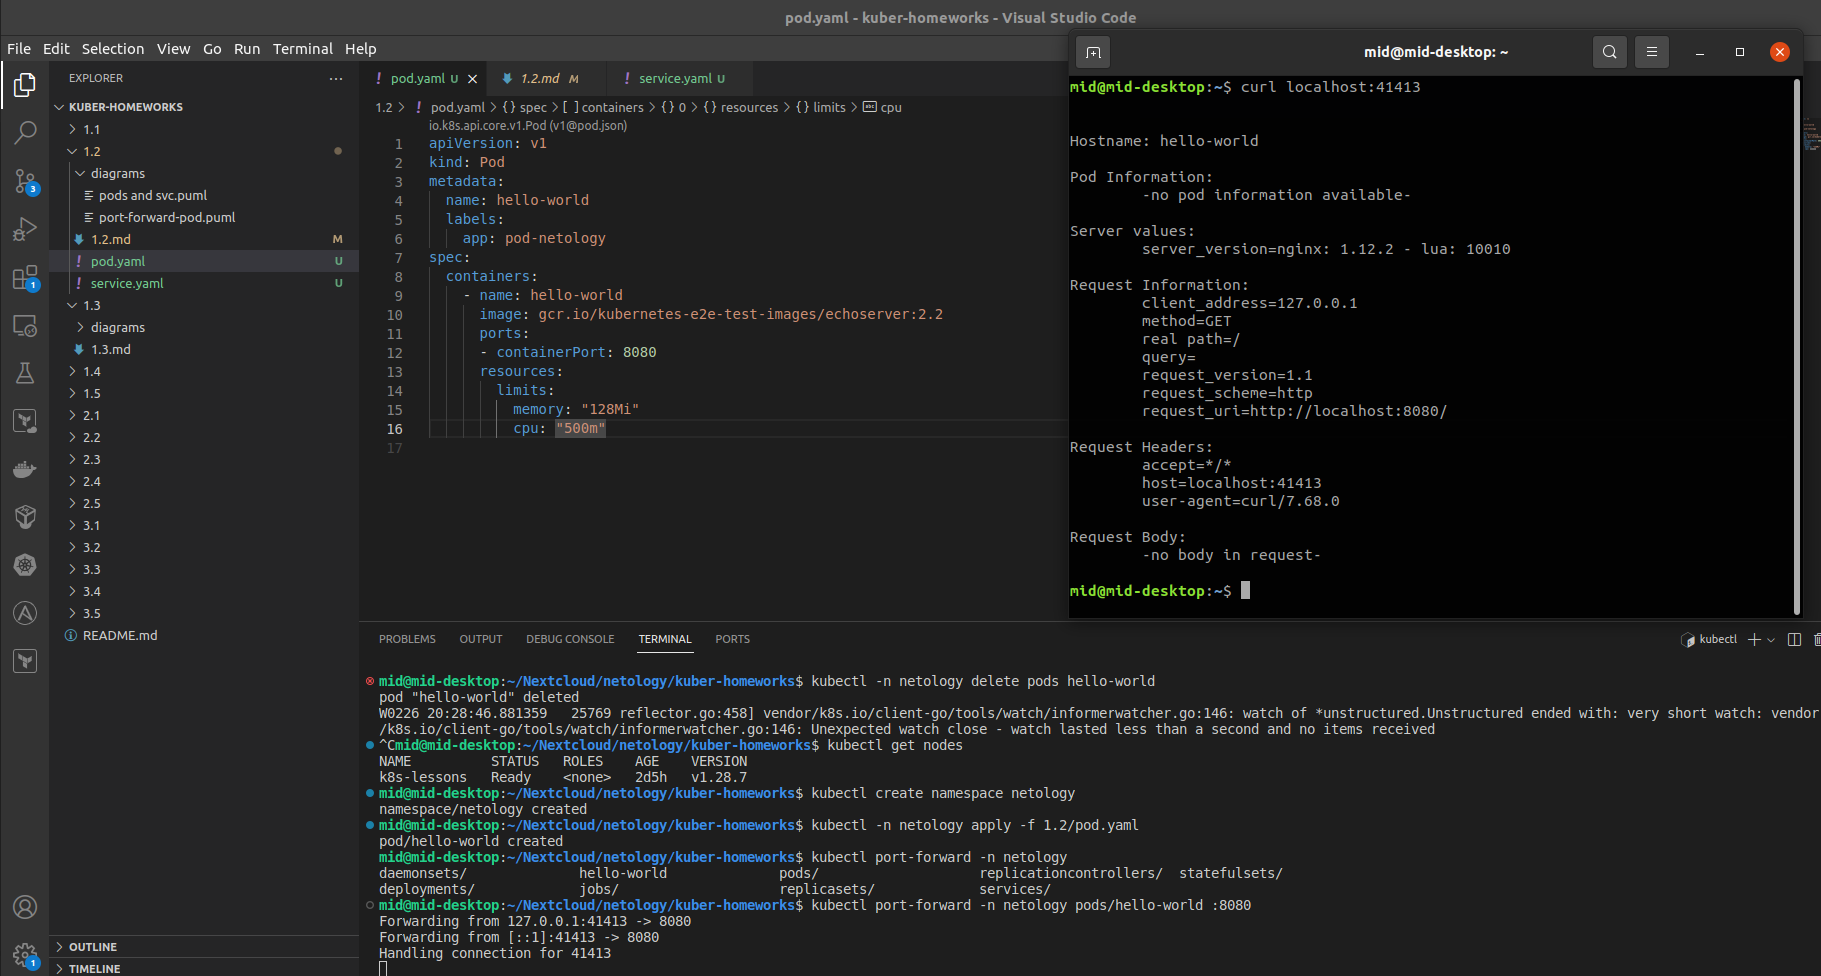 pod.yaml - kuber-homeworks - Visual Studio Code
File Edit Selection View Go Run Terminal Help
EXPLORER
KUBER-HOMEWORKS
1.1
1.2
diagrams
pods and svc.puml
port-forward-pod.puml
1.2.md M
pod.yaml U
service.yaml U
1.3
diagrams
1.3.md
1.4
1.5
2.1
2.2
2.3
2.4
2.5
3.1
3.2
3.3
3.4
3.5
README.md
OUTLINE
TIMELINE
3
1
1
pod.yaml U 1.2.md M service.yaml U
1.2 > ! pod.yaml > {} spec > [ ] containers > {} 0 > {} resources > {} limits > cpu
io.k8s.api.core.v1.Pod (v1@pod.json)
1 apiVersion: v1
2 kind: Pod
3 metadata:
4 name: hello-world
5 labels:
6 app: pod-netology
7 spec:
8 containers:
9 - name: hello-world
10 image: gcr.io/kubernetes-e2e-test-images/echoserver:2.2
11 ports:
12 - containerPort: 8080
13 resources:
14 limits:
15 memory: "128Mi"
16 cpu: "500m"
17
mid@mid-desktop: ~
mid@mid-desktop:~$ curl localhost:41413
Hostname: hello-world
Pod Information:
-no pod information available-
Server values:
server_version=nginx: 1.12.2 - lua: 10010
Request Information:
client_address=127.0.0.1
method=GET
real path=/
query=
request_version=1.1
request_scheme=http
request_uri=http://localhost:8080/
Request Headers:
accept=*/*
host=localhost:41413
user-agent=curl/7.68.0
Request Body:
-no body in request-
mid@mid-desktop:~$
PROBLEMS OUTPUT DEBUG CONSOLE TERMINAL PORTS
kubectl
mid@mid-desktop:~/Nextcloud/netology/kuber-homeworks$ kubectl -n netology delete pods hello-world
pod "hello-world" deleted
W0226 20:28:46.881359 25769 reflector.go:458] vendor/k8s.io/client-go/tools/watch/informerwatcher.go:146: watch of *unstructured.Unstructured ended with: very short watch: vendor
/k8s.io/client-go/tools/watch/informerwatcher.go:146: Unexpected watch close - watch lasted less than a second and no items received
^Cmid@mid-desktop:~/Nextcloud/netology/kuber-homeworks$ kubectl get nodes
NAME STATUS ROLES AGE VERSION
k8s-lessons Ready <none> 2d5h v1.28.7
mid@mid-desktop:~/Nextcloud/netology/kuber-homeworks$ kubectl create namespace netology
namespace/netology created
mid@mid-desktop:~/Nextcloud/netology/kuber-homeworks$ kubectl -n netology apply -f 1.2/pod.yaml
pod/hello-world created
mid@mid-desktop:~/Nextcloud/netology/kuber-homeworks$ kubectl port-forward -n netology
daemonsets/ hello-world pods/ replicationcontrollers/ statefulsets/
deployments/ jobs/ replicasets/ services/
mid@mid-desktop:~/Nextcloud/netology/kuber-homeworks$ kubectl port-forward -n netology pods/hello-world :8080
Forwarding from 127.0.0.1:41413 -> 8080
Forwarding from [::1]:41413 -> 8080
Handling connection for 41413